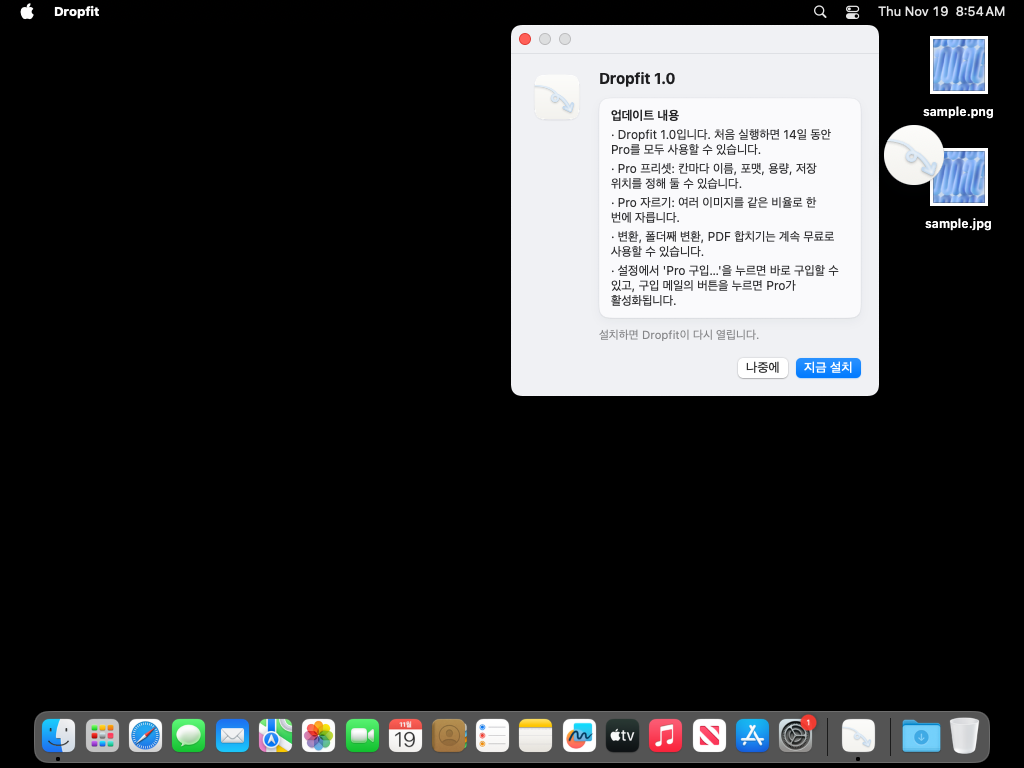 Dropfit
Thu Nov 19 8:54 AM
Dropfit 1.0
업데이트 내용
· Dropfit 1.0입니다. 처음 실행하면 14일 동안
Pro를 모두 사용할 수 있습니다.
· Pro 프리셋: 칸마다 이름, 포맷, 용량, 저장
위치를 정해 둘 수 있습니다.
· Pro 자르기: 여러 이미지를 같은 비율로 한
번에 자릅니다.
· 변환, 폴더째 변환, PDF 합치기는 계속 무료로
사용할 수 있습니다.
· 설정에서 'Pro 구입...'을 누르면 바로 구입할 수
있고, 구입 메일의 버튼을 누르면 Pro가
활성화됩니다.
설치하면 Dropfit이 다시 열립니다.
나중에
지금 설치
sample.png
sample.jpg
11월
19
tv
1